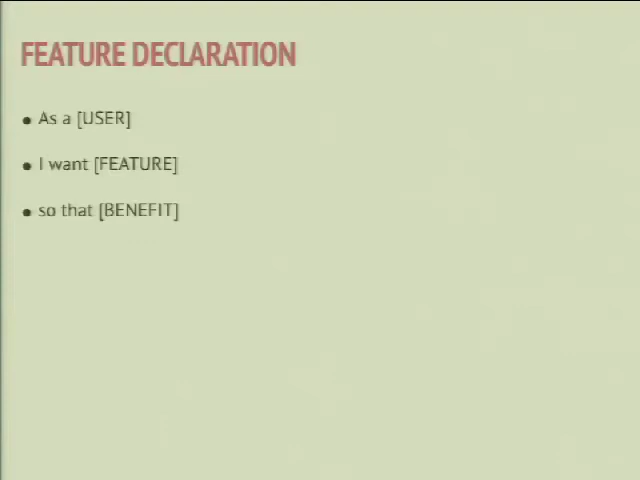 FEATURE DECLARATION
• As a [USER]
• I want [FEATURE]
• so that [BENEFIT]